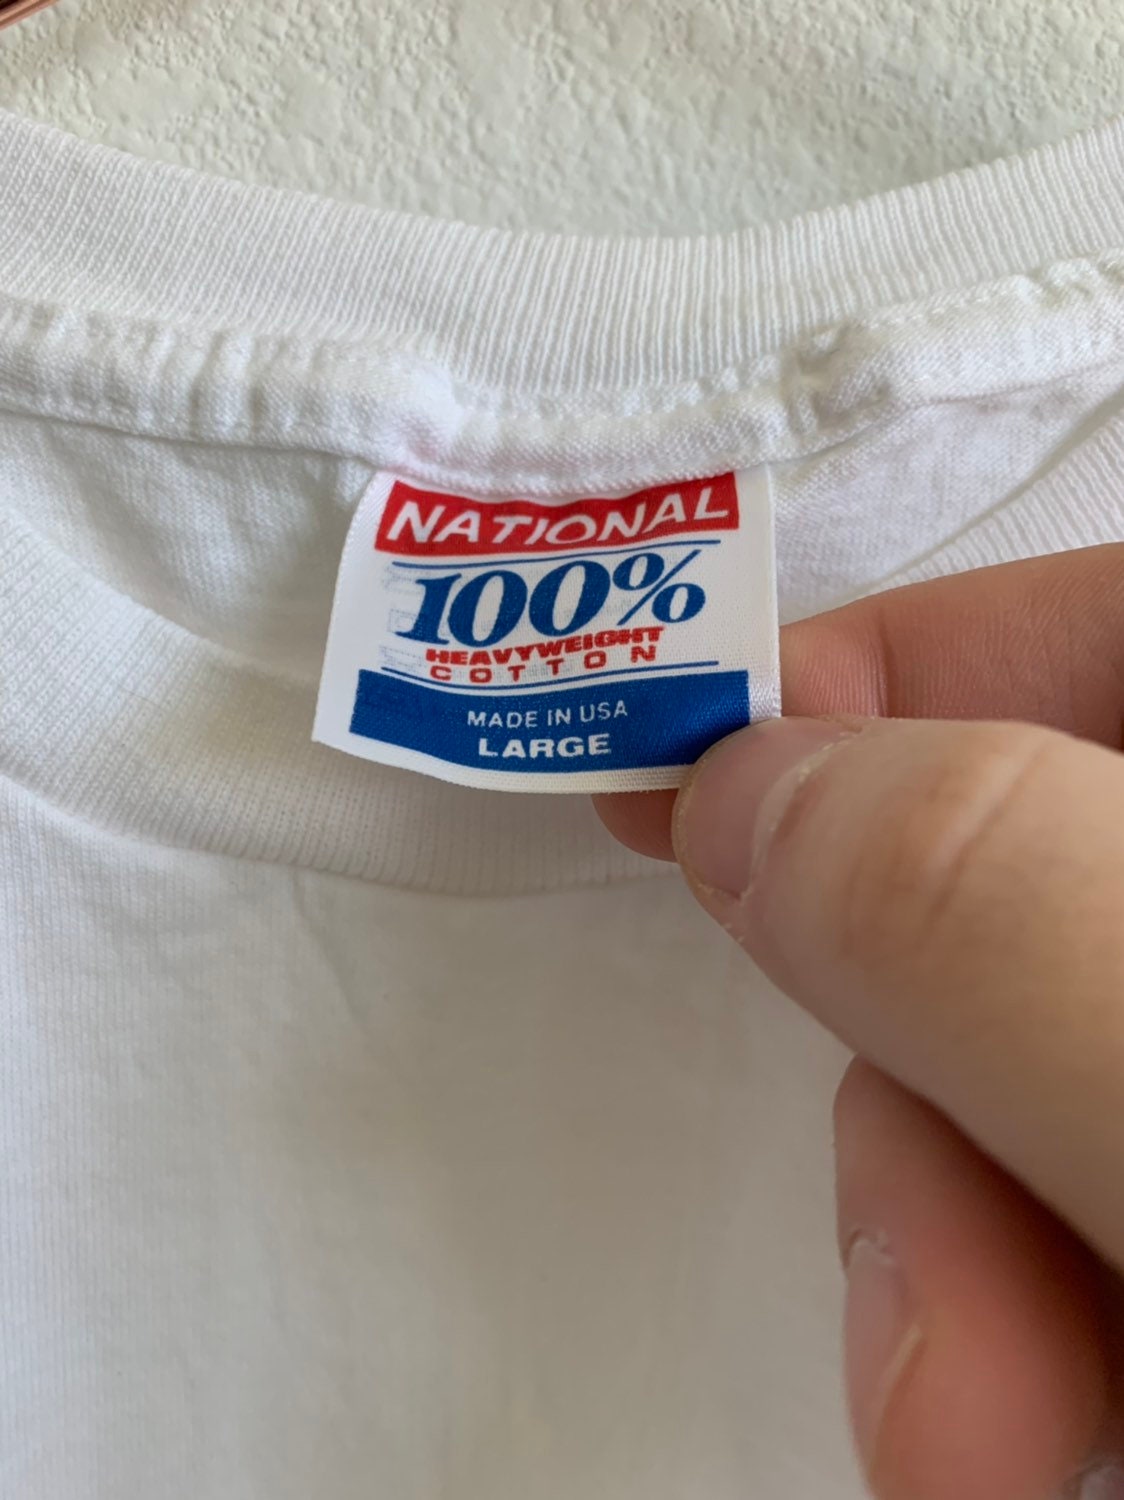 NATIONAL
100%
HEAVYWEIGHT
COTTON
MADE IN USA
LARGE